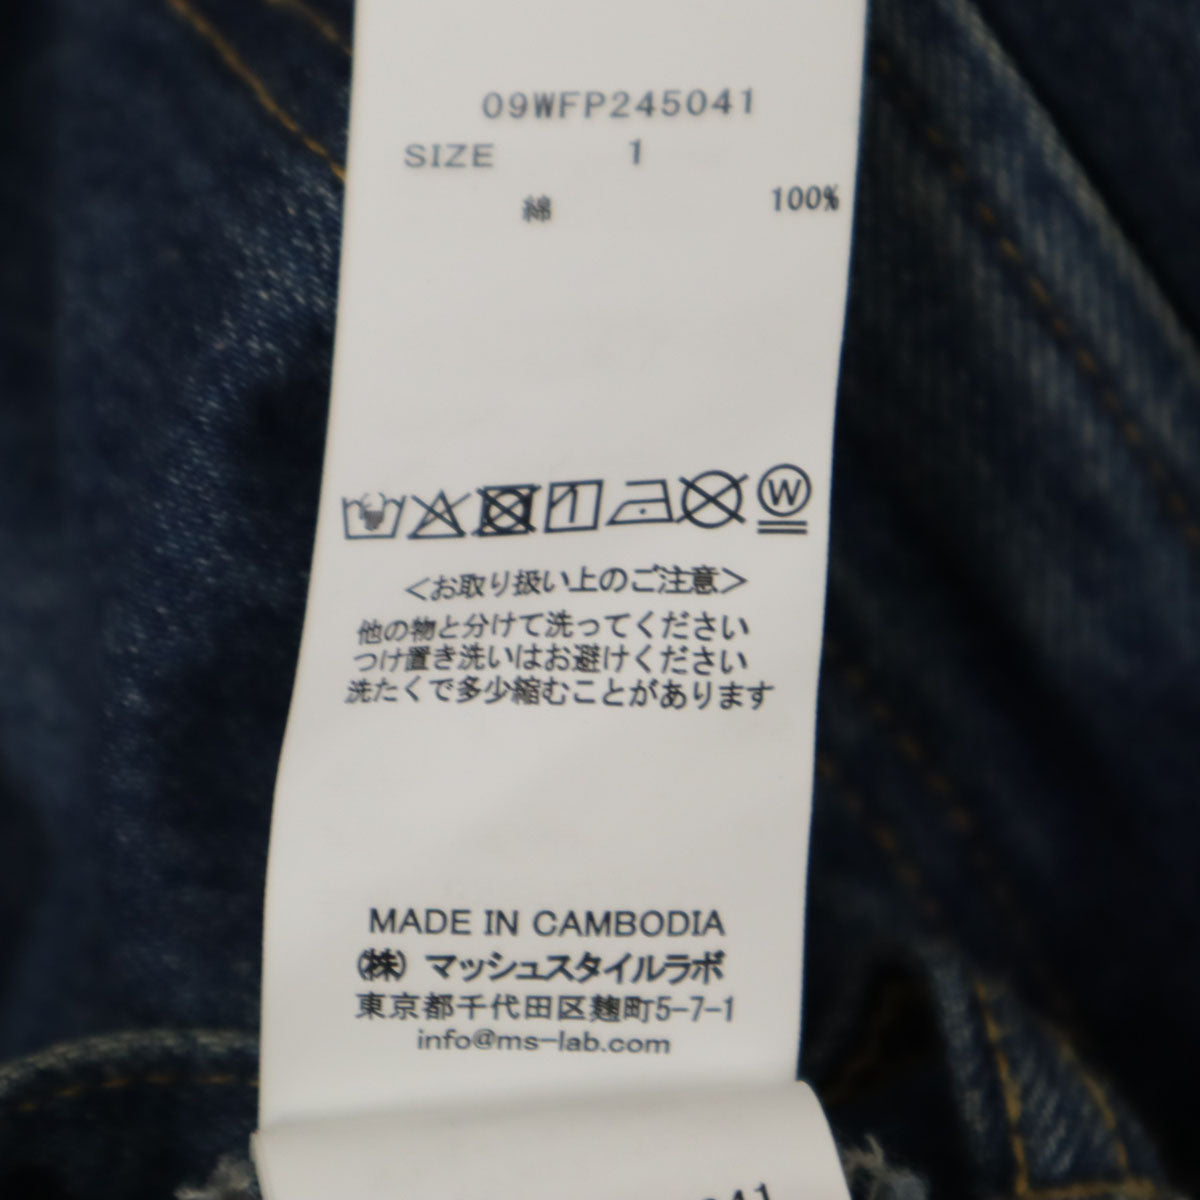 09WFP245041
SIZE 1
綿 100%
W
＜お取り扱い上のご注意＞
他の物と分けて洗ってください
つけ置き洗いはお避けください
洗たくで多少縮むことがあります
MADE IN CAMBODIA
(株) マッシュスタイルラボ
東京都千代田区麹町5-7-1
info@ms-lab.com
041